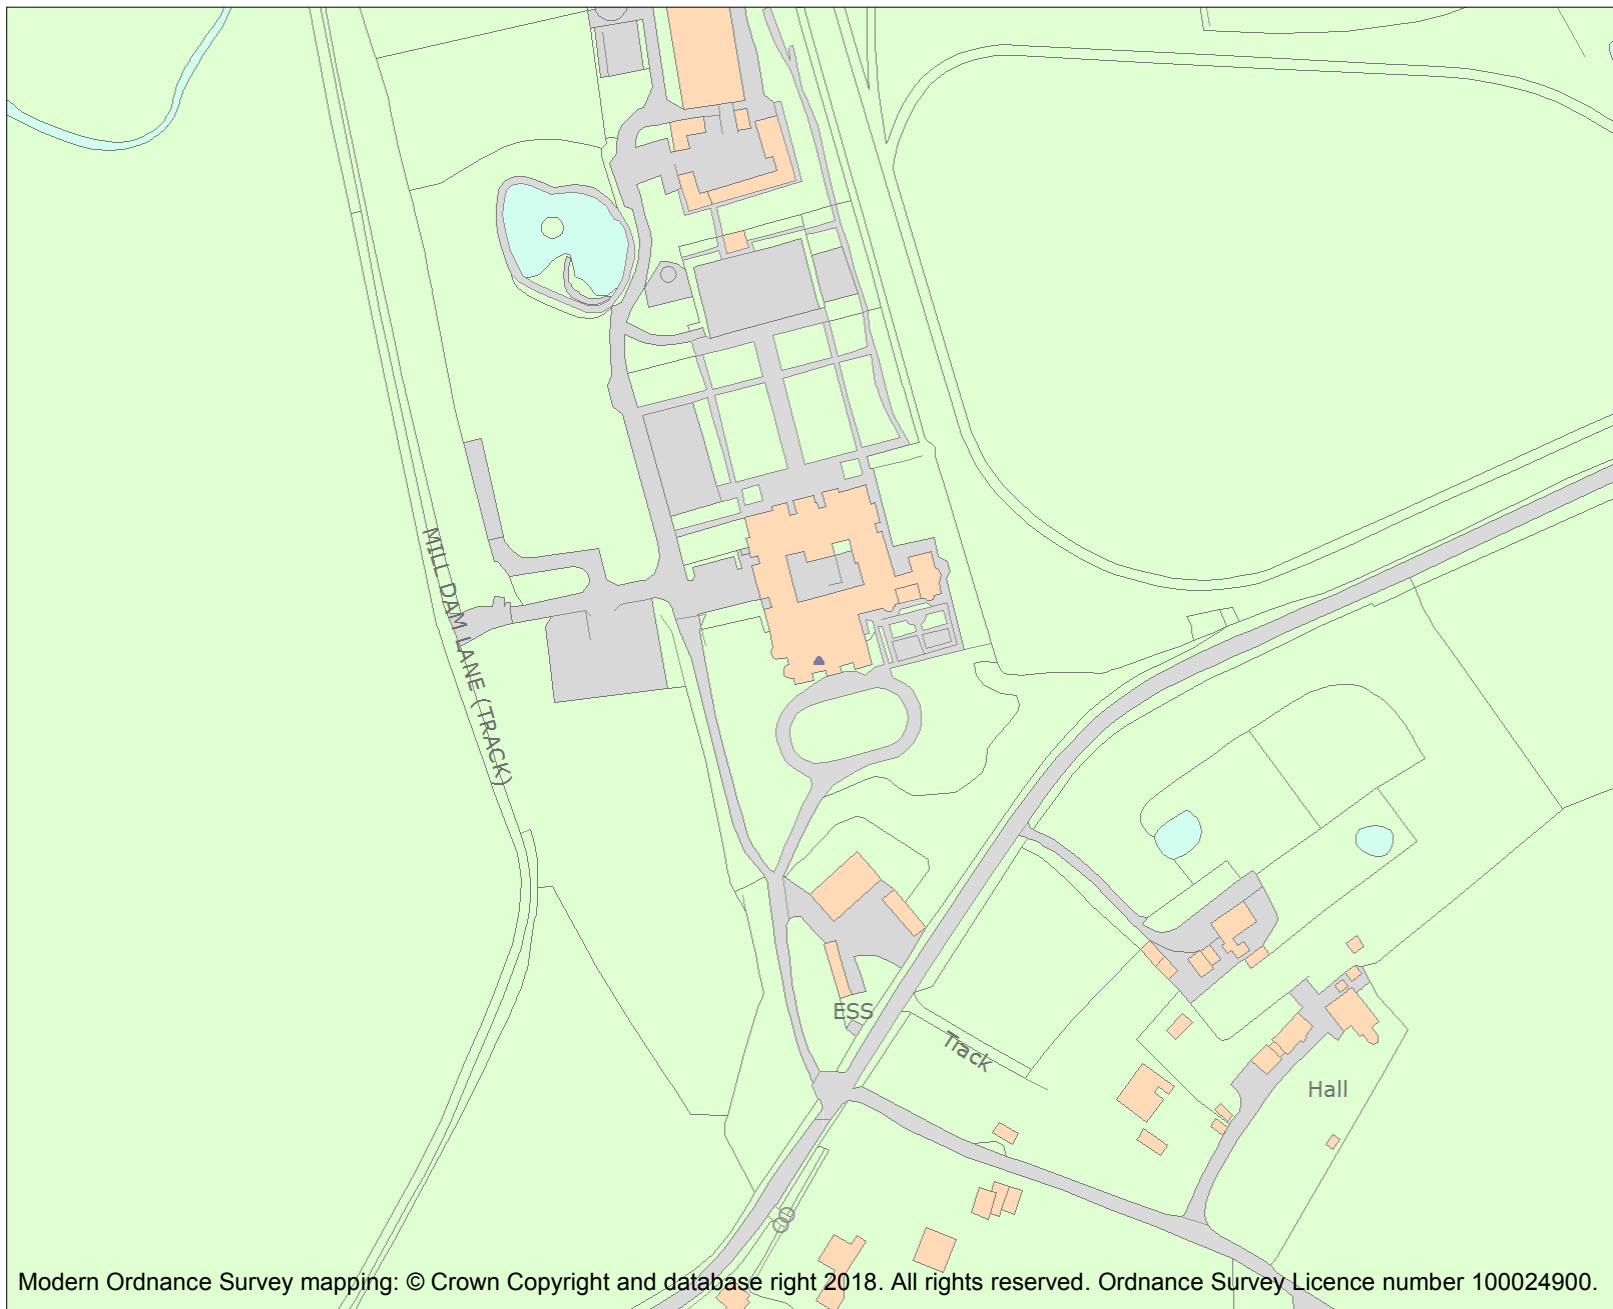 MILL DAM LANE (TRACK)
ESS
Track
Hall
Modern Ordnance Survey mapping: © Crown Copyright and database right 2018. All rights reserved. Ordnance Survey Licence number 100024900.